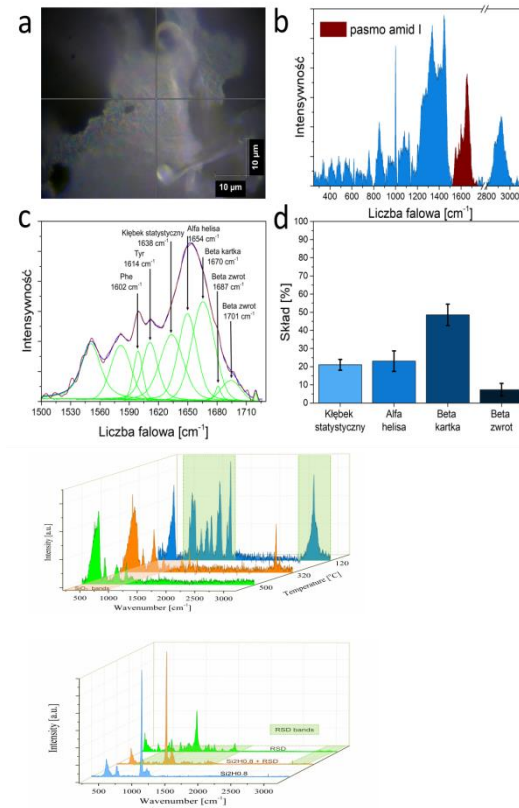 a
10 µm
10 µm
b
pasmo amid I
Intensywność
400 800 1200 1600 2800 3000
Liczba falowa [cm⁻¹]
c
Intensywność
Kłębek statystyczny
1638 cm⁻¹
Alfa helisa
1654 cm⁻¹
Tyr
1614 cm⁻¹
Beta kartka
1670 cm⁻¹
Phe
1602 cm⁻¹
Beta zwrot
1687 cm⁻¹
Beta zwrot
1701 cm⁻¹
1500 1530 1560 1590 1620 1650 1680 1710
Liczba falowa [cm⁻¹]
d
Skład [%]
100
90
80
70
60
50
40
30
20
10
0
Kłębek
statystyczny
Alfa
helisa
Beta
kartka
Beta
zwrot
Intensity [a.u.]
bands
500 1000 1500 2000 2500 3000
Wavenumber [cm⁻¹]
500
320
120
Temperature [°C]
Intensity [a.u.]
RSD bands
RSD
Si2H0.8 + RSD
Si2H0.8
500 1000 1500 2000 2500 3000
Wavenumber [cm⁻¹]